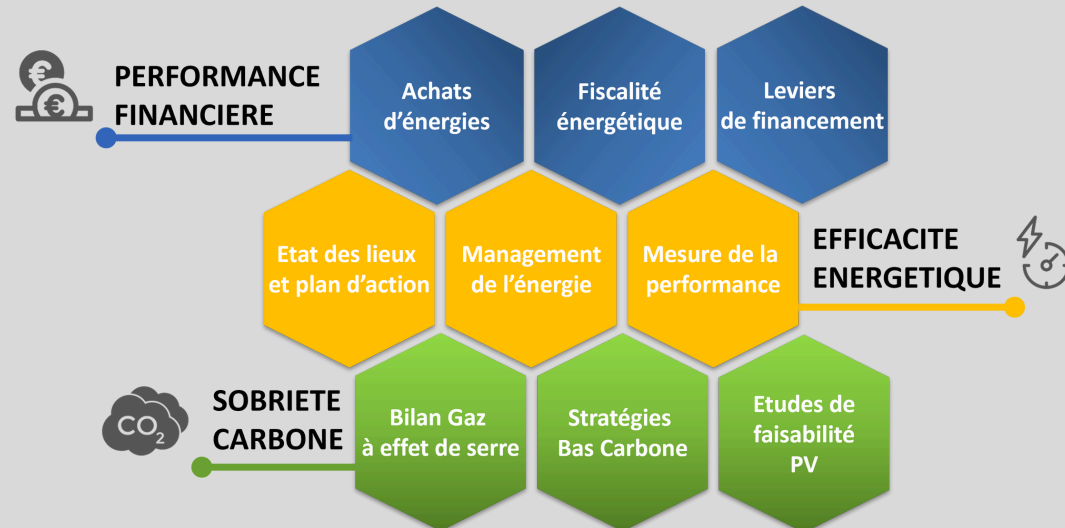 PERFORMANCE
FINANCIERE
Achats
d'énergies
Fiscalité
énergétique
Leviers
de financement
Etat des lieux
et plan d'action
Management
de l'énergie
Mesure de la
performance
EFFICACITE
ENERGETIQUE
SOBRIETE
CARBONE
CO2
Bilan Gaz
à effet de serre
Stratégies
Bas Carbone
Etudes de
faisabilité
PV